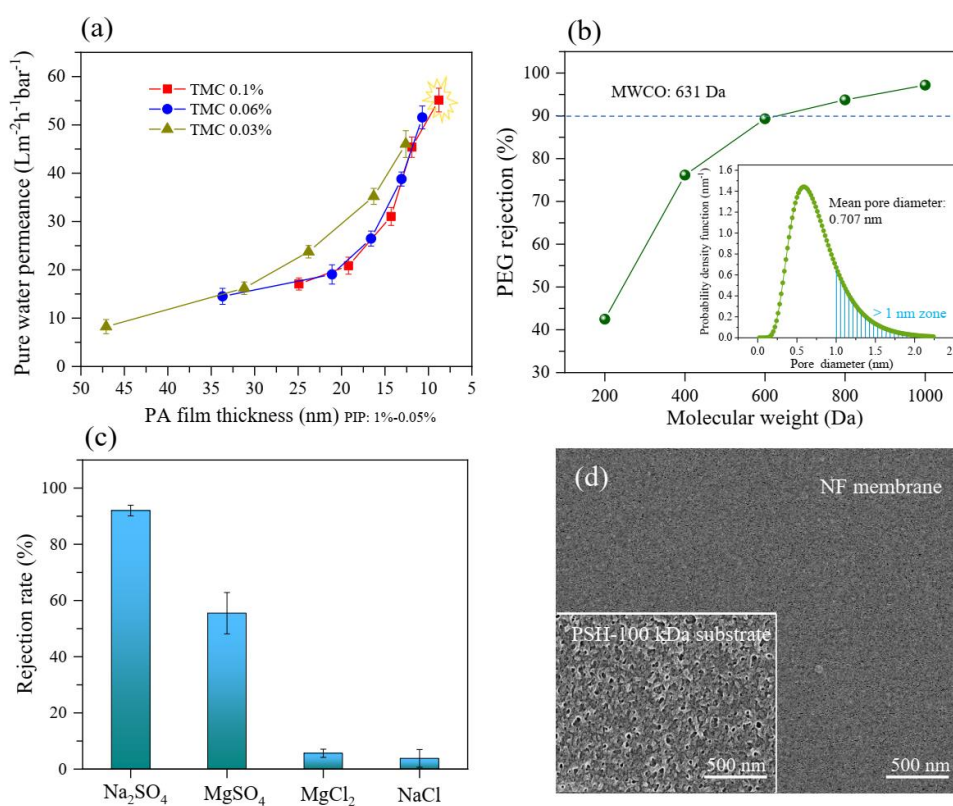 (a)
Pure water permeance (Lm⁻²h⁻¹bar⁻¹)
60
50
40
30
20
10
0
TMC 0.1%
TMC 0.06%
TMC 0.03%
50 45 40 35 30 25 20 15 10 5 0
PA film thickness (nm) PIP: 1%-0.05%
(b)
PEG rejection (%)
100
90
80
70
60
50
40
30
MWCO: 631 Da
Probability density function (nm⁻¹)
1.6
1.4
1.2
1.0
0.8
0.6
0.4
0.2
0.0
Mean pore diameter:
0.707 nm
> 1 nm zone
0.0 0.5 1.0 1.5 2.0
Pore diameter (nm)
200 400 600 800 1000
Molecular weight (Da)
(c)
Rejection rate (%)
100
80
60
40
20
0
Na₂SO₄ MgSO₄ MgCl₂ NaCl
(d)
NF membrane
PSH-100 kDa substrate
500 nm
500 nm